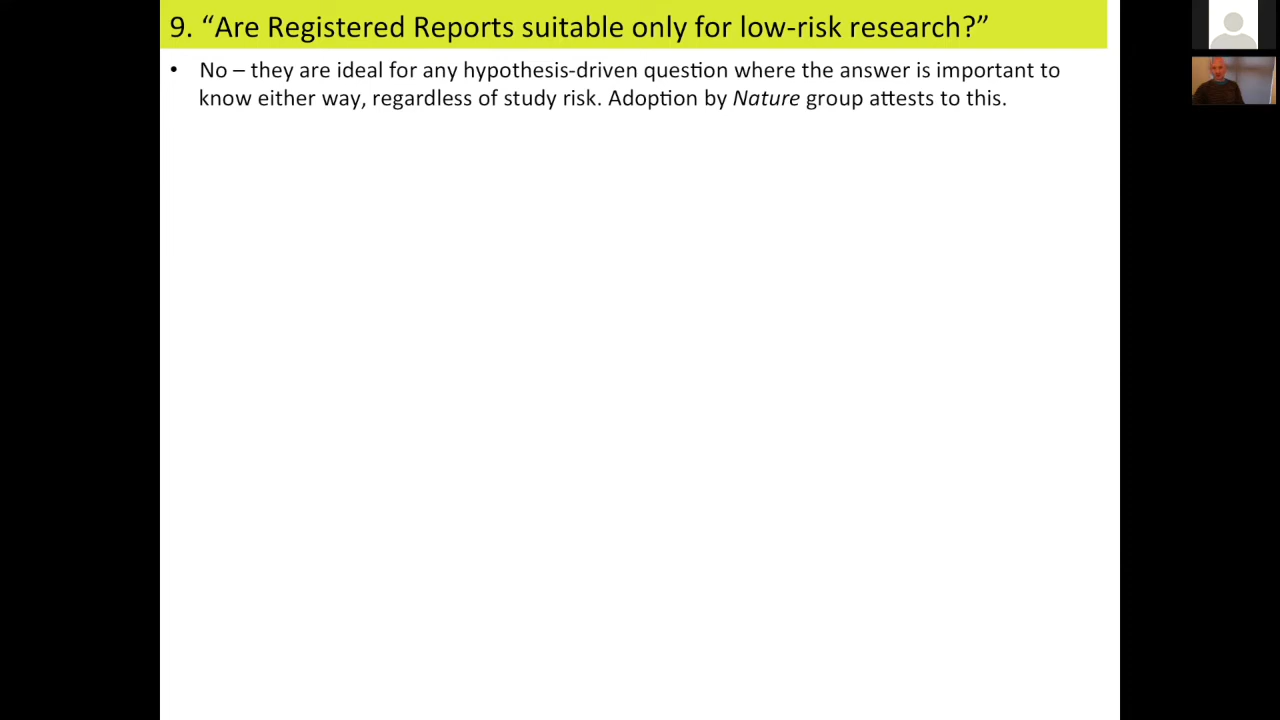 9. “Are Registered Reports suitable only for low-risk research?”
• No – they are ideal for any hypothesis-driven question where the answer is important to
know either way, regardless of study risk. Adoption by Nature group attests to this.